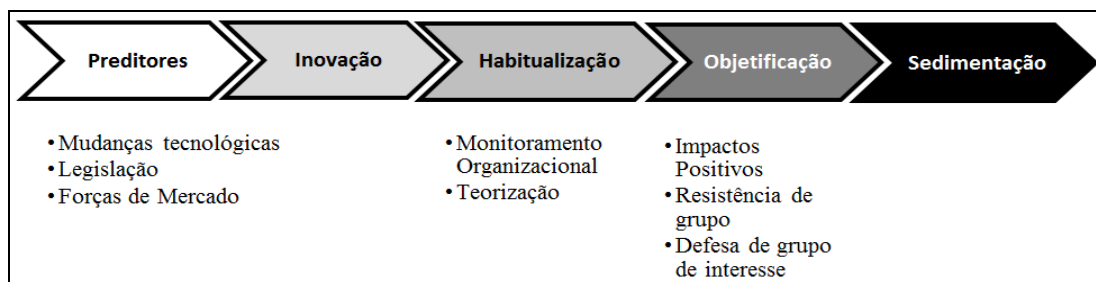 Preditores
Inovação
Habitualização
Objetificação
Sedimentação
•Mudanças tecnológicas
•Legislação
•Forças de Mercado
•Monitoramento
Organizacional
•Teorização
•Impactos
Positivos
•Resistência de
grupo
•Defesa de grupo
de interesse